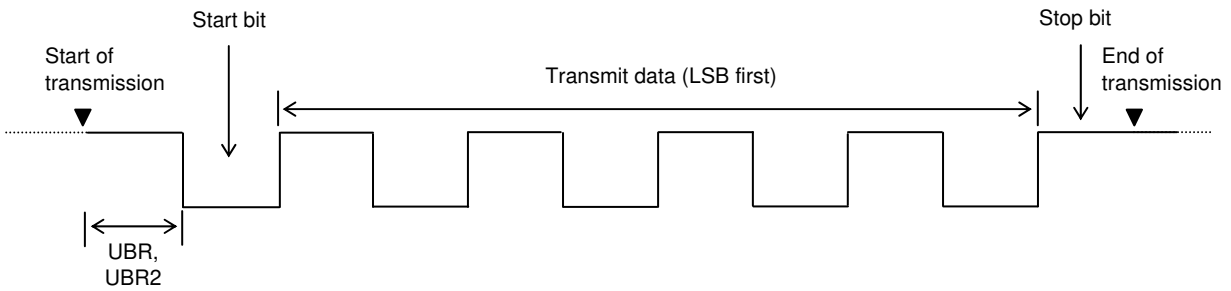 Start bit
Stop bit
Start of
transmission
End of
transmission
Transmit data (LSB first)
UBR,
UBR2